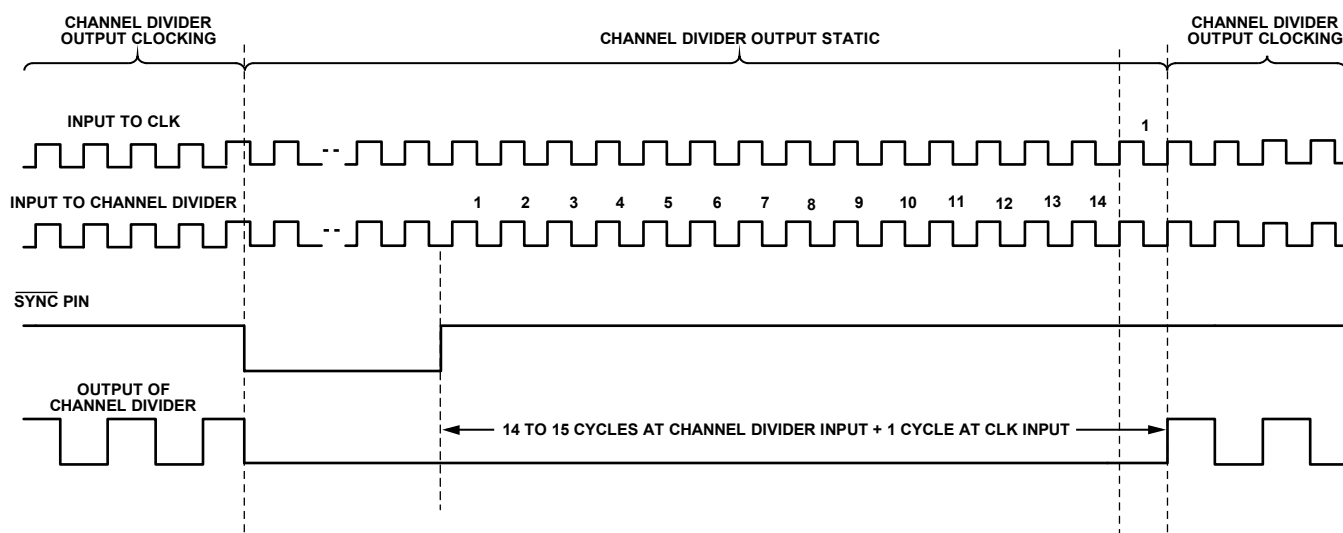 CHANNEL DIVIDER
OUTPUT CLOCKING
CHANNEL DIVIDER OUTPUT STATIC
CHANNEL DIVIDER
OUTPUT CLOCKING
INPUT TO CLK
1
INPUT TO CHANNEL DIVIDER
1 2 3 4 5 6 7 8 9 10 11 12 13 14
SYNC PIN
OUTPUT OF
CHANNEL DIVIDER
14 TO 15 CYCLES AT CHANNEL DIVIDER INPUT + 1 CYCLE AT CLK INPUT